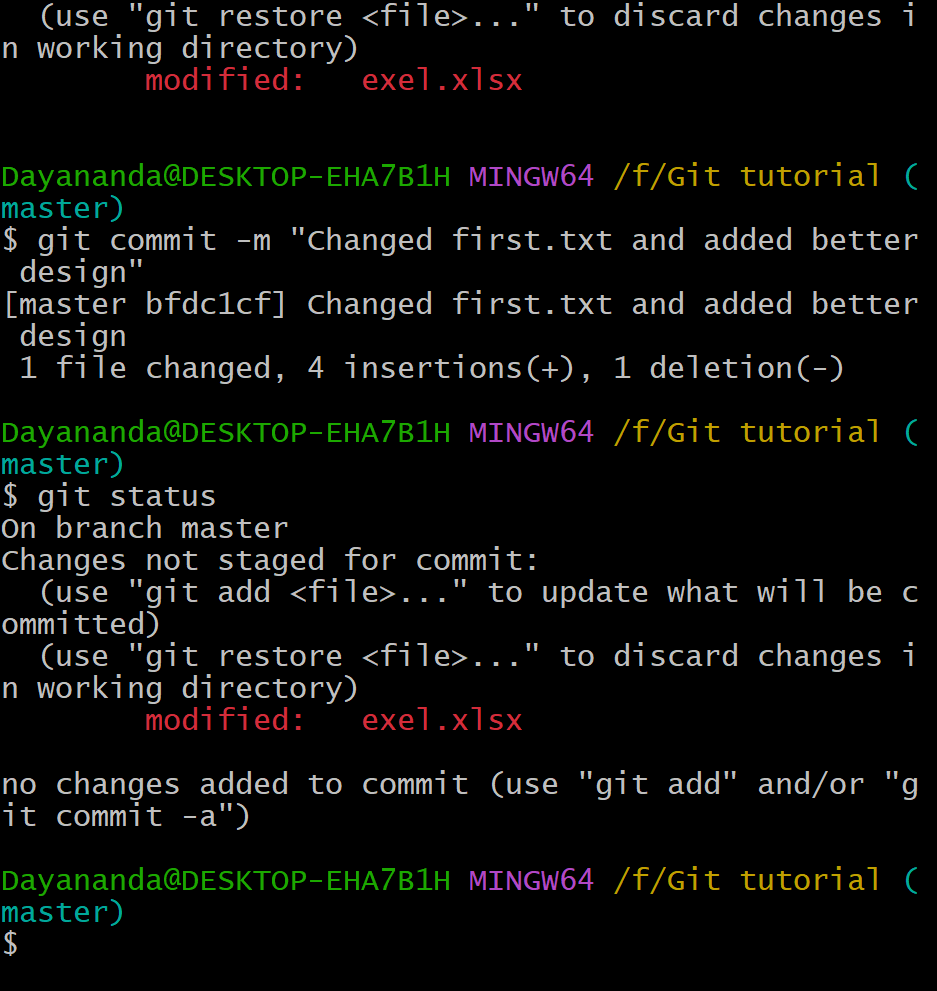 (use "git restore <file>..." to discard changes i
n working directory)
        modified:   exel.xlsx
Dayananda@DESKTOP-EHA7B1H MINGW64 /f/Git tutorial (
master)
$ git commit -m "Changed first.txt and added better
 design"
[master bfdc1cf] Changed first.txt and added better
 design
 1 file changed, 4 insertions(+), 1 deletion(-)
Dayananda@DESKTOP-EHA7B1H MINGW64 /f/Git tutorial (
master)
$ git status
On branch master
Changes not staged for commit:
  (use "git add <file>..." to update what will be c
ommitted)
  (use "git restore <file>..." to discard changes i
n working directory)
        modified:   exel.xlsx
no changes added to commit (use "git add" and/or "g
it commit -a")
Dayananda@DESKTOP-EHA7B1H MINGW64 /f/Git tutorial (
master)
$